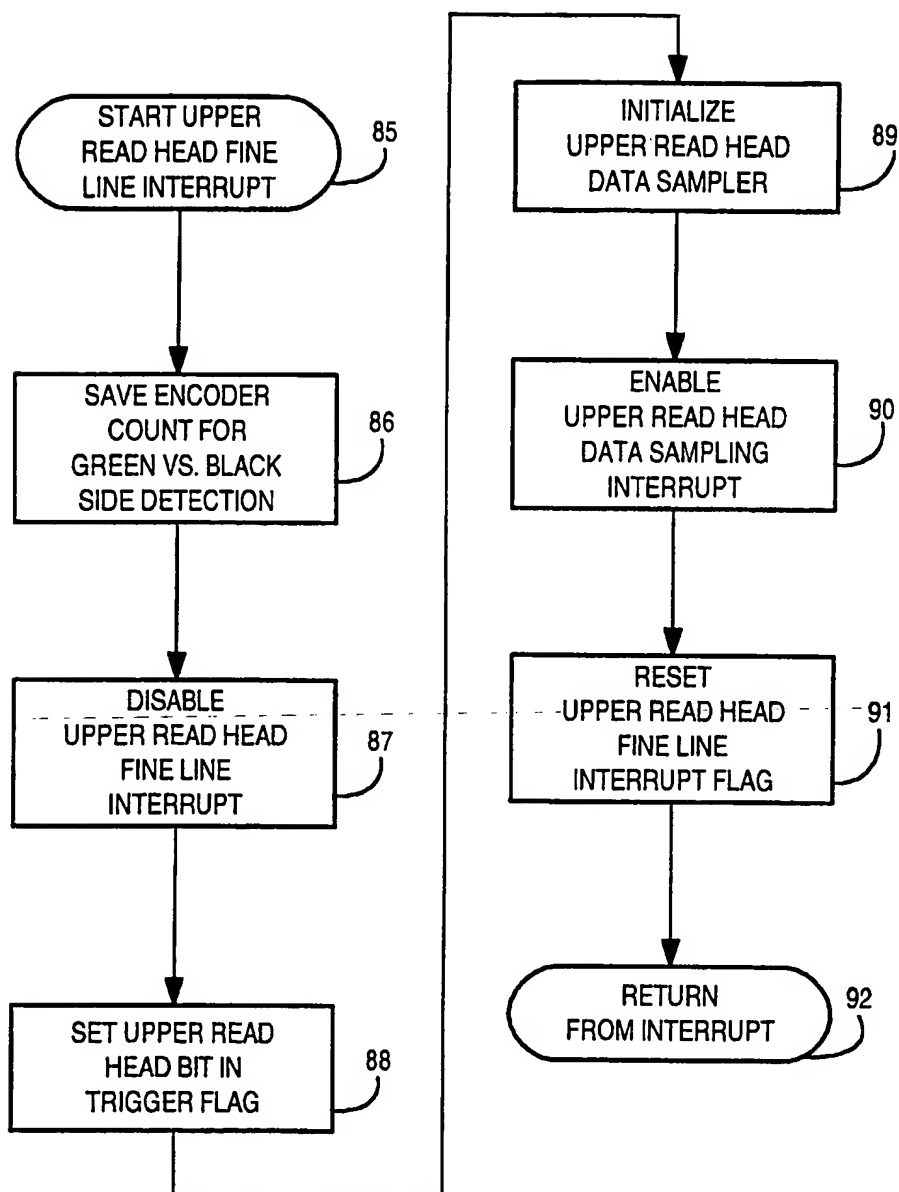 START UPPER
READ HEAD FINE
LINE INTERRUPT
85
SAVE ENCODER
COUNT FOR
GREEN VS. BLACK
SIDE DETECTION
86
DISABLE
UPPER READ HEAD
FINE LINE
INTERRUPT
87
SET UPPER READ
HEAD BIT IN
TRIGGER FLAG
88
INITIALIZE
UPPER READ HEAD
DATA SAMPLER
89
ENABLE
UPPER READ HEAD
DATA SAMPLING
INTERRUPT
90
RESET
UPPER READ HEAD
FINE LINE
INTERRUPT FLAG
91
RETURN
FROM INTERRUPT
92